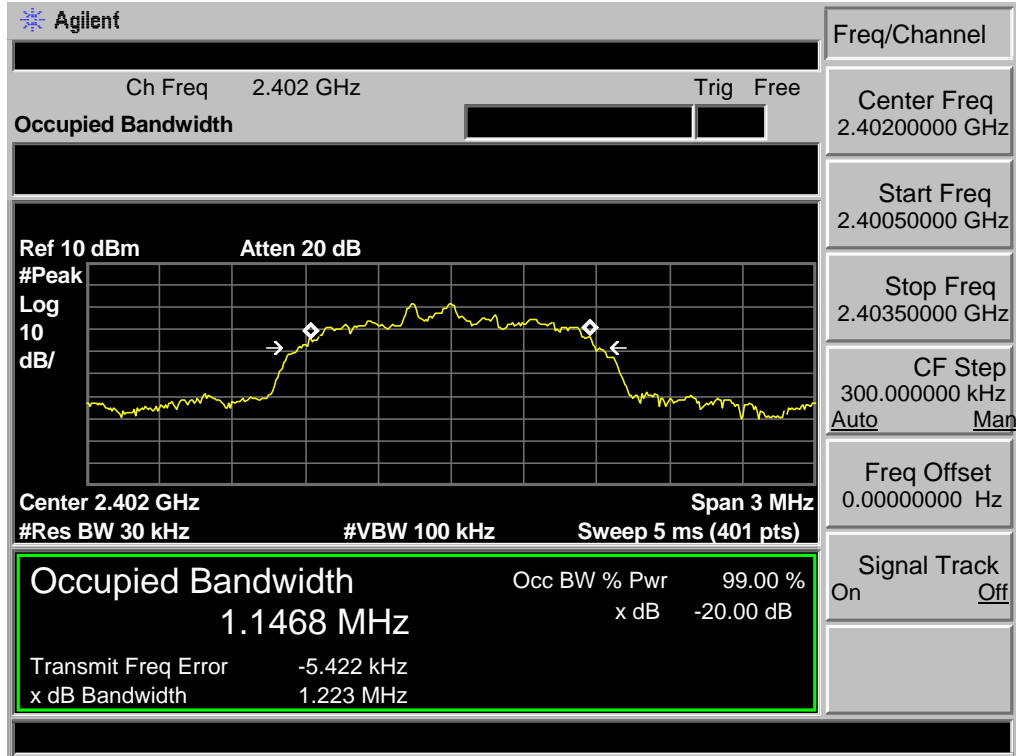 Agilent
Freq/Channel
Ch Freq 2.402 GHz Trig Free
Occupied Bandwidth
Center Freq
2.40200000 GHz
Start Freq
2.40050000 GHz
Stop Freq
2.40350000 GHz
CF Step
300.000000 kHz
Auto Man
Freq Offset
0.00000000 Hz
Signal Track
On Off
Ref 10 dBm Atten 20 dB
#Peak
Log
10
dB/
Center 2.402 GHz Span 3 MHz
#Res BW 30 kHz #VBW 100 kHz Sweep 5 ms (401 pts)
Occupied Bandwidth
1.1468 MHz
Occ BW % Pwr 99.00 %
x dB -20.00 dB
Transmit Freq Error -5.422 kHz
x dB Bandwidth 1.223 MHz